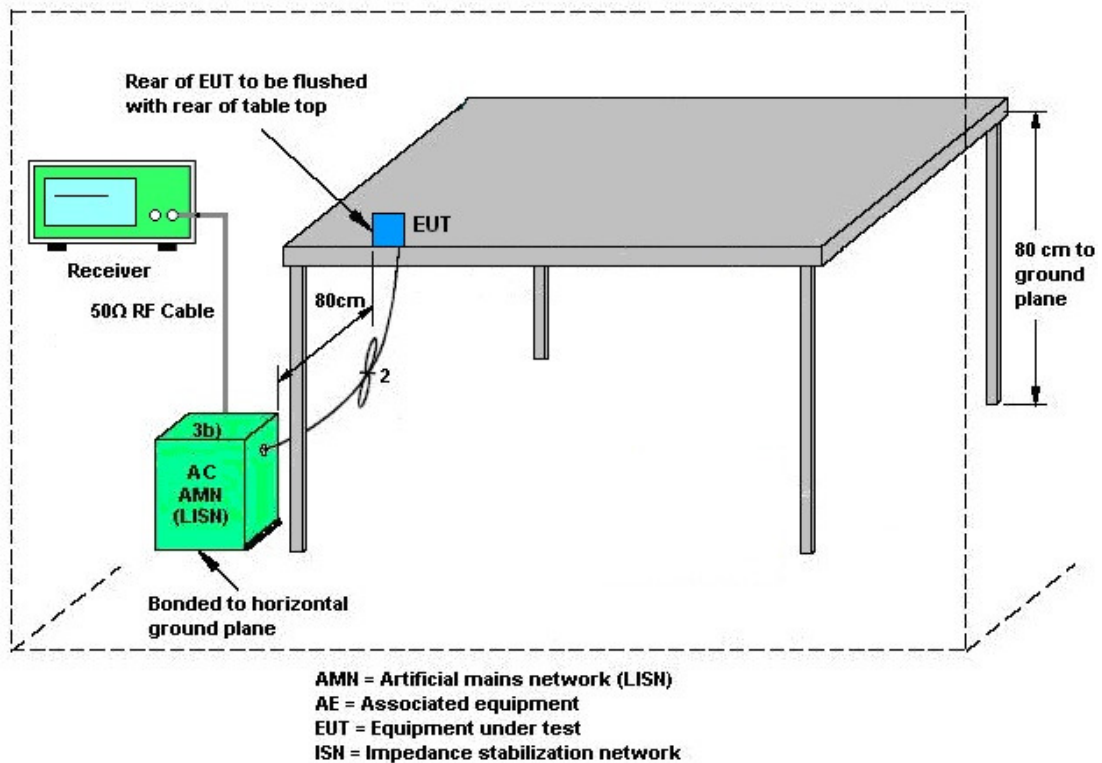 Rear of EUT to be flushed
with rear of table top
EUT
Receiver
50Ω RF Cable
80cm
2
80 cm to
ground
plane
3b)
AC
AMN
(LISN)
Bonded to horizontal
ground plane
AMN = Artificial mains network (LISN)
AE = Associated equipment
EUT = Equipment under test
ISN = Impedance stabilization network